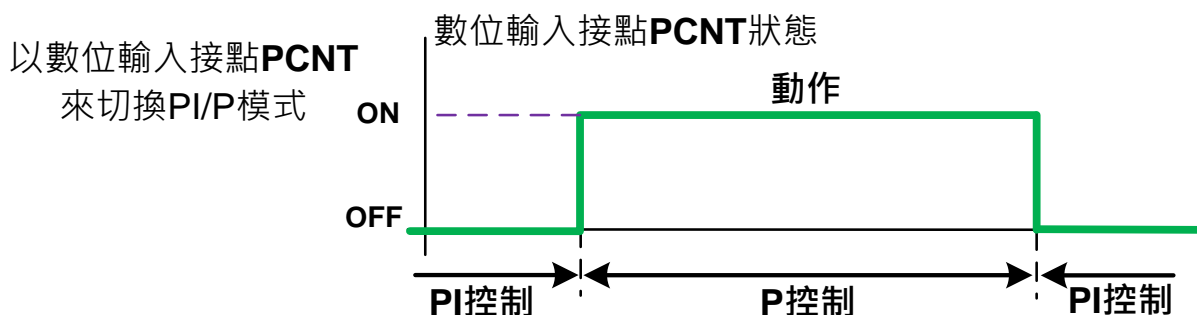 以數位輸入接點PCNT
來切換PI/P模式
數位輸入接點PCNT狀態
動作
ON
OFF
PI控制
P控制
PI控制